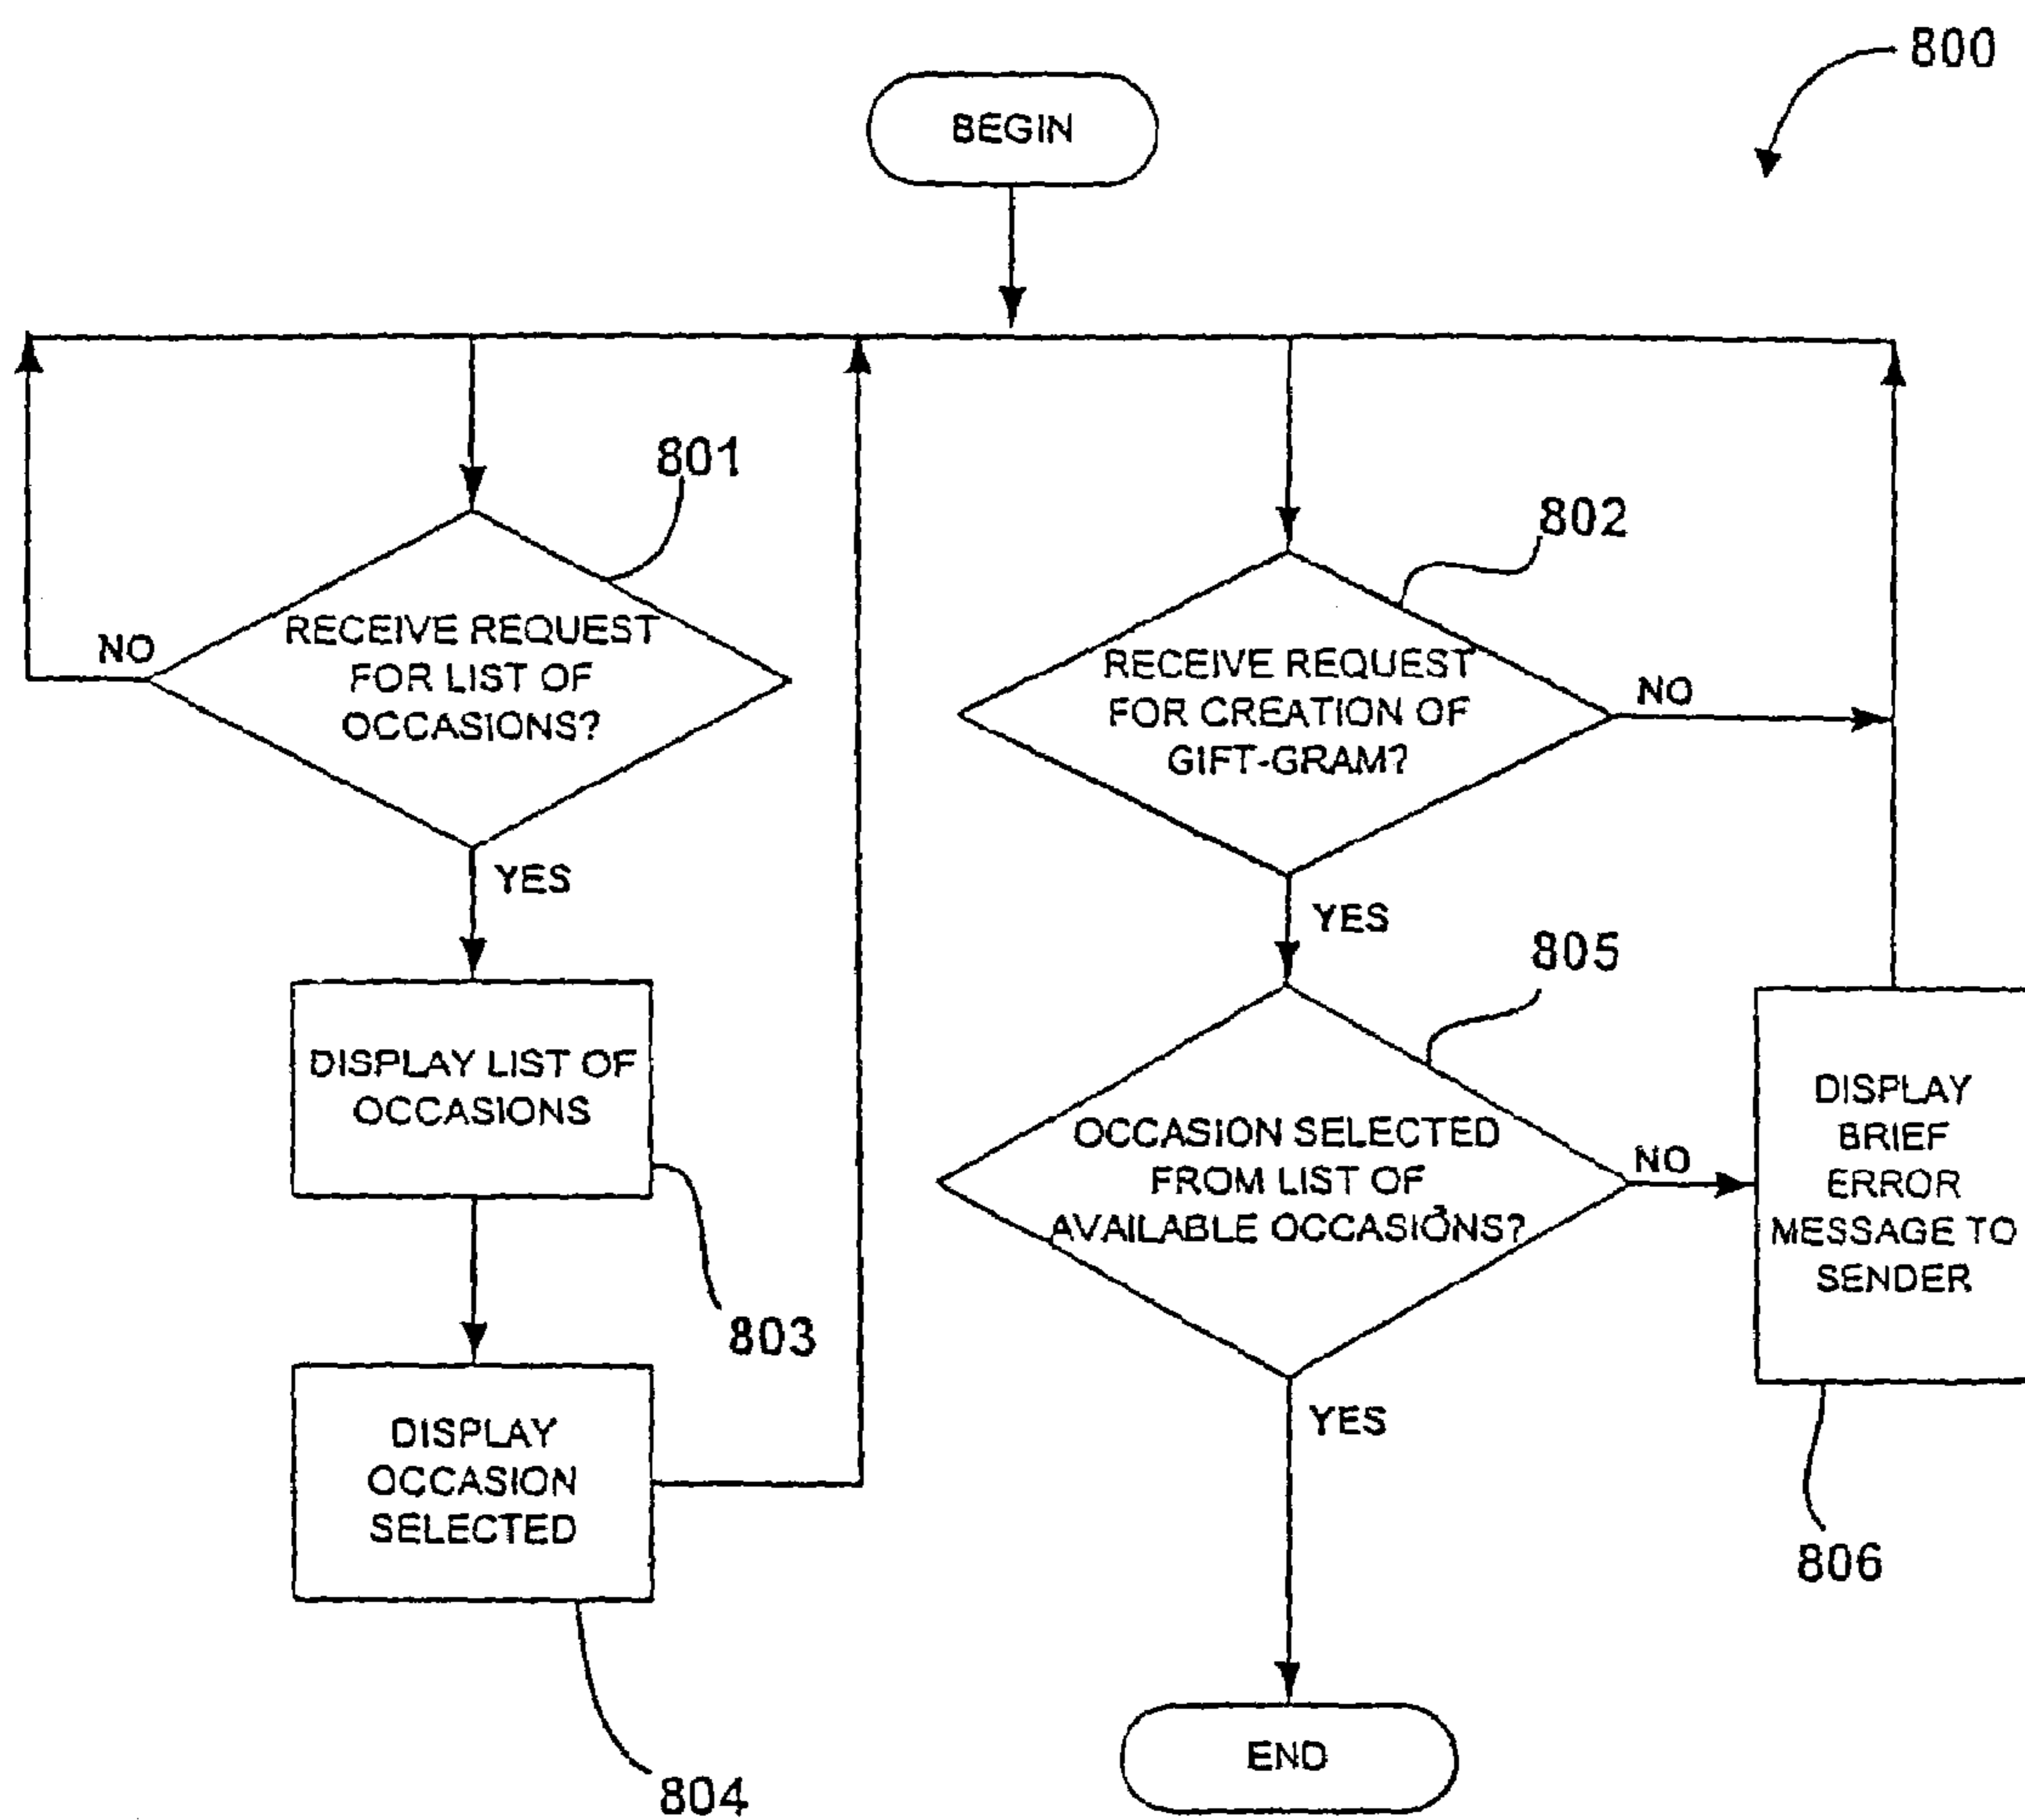 800
BEGIN
801
802
RECEIVE REQUEST
FOR LIST OF
OCCASIONS?
NO
YES
RECEIVE REQUEST
FOR CREATION OF
GIFT-GRAM?
NO
YES
805
DISPLAY LIST OF
OCCASIONS
803
OCCASION SELECTED
FROM LIST OF
AVAILABLE OCCASIONS?
NO
YES
DISPLAY
BRIEF
ERROR
MESSAGE TO
SENDER
806
DISPLAY
OCCASION
SELECTED
804
END